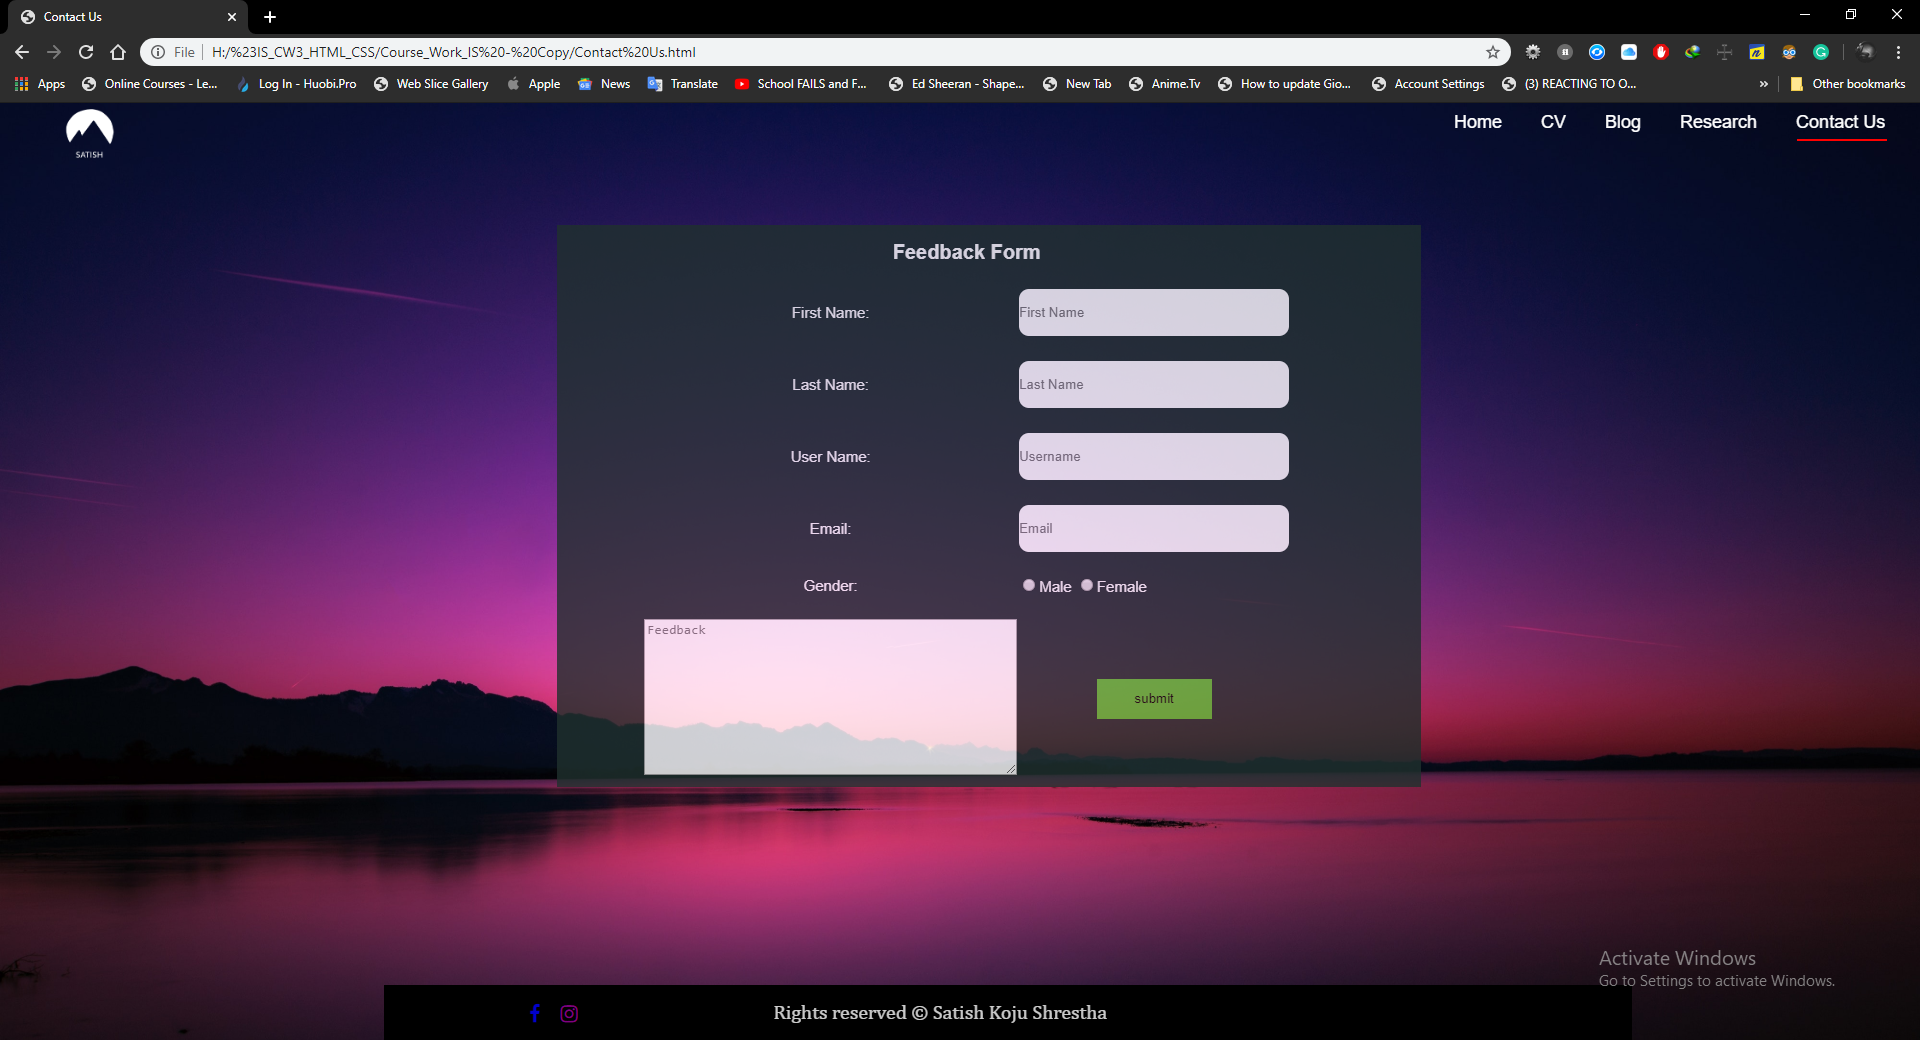 Contact Us
File H:/%23IS_CW3_HTML_CSS/Course_Work_IS%20-%20Copy/Contact%20Us.html
Apps Online Courses - Le... Log In - Huobi.Pro Web Slice Gallery Apple News Translate School FAILS and F... Ed Sheeran - Shape... New Tab Anime.Tv How to update Gio... Account Settings (3) REACTING TO O... » Other bookmarks
SATISH
Home CV Blog Research Contact Us
Feedback Form
First Name: First Name
Last Name: Last Name
User Name: Username
Email: Email
Gender: Male Female
Feedback
submit
Activate Windows
Go to Settings to activate Windows.
Rights reserved © Satish Koju Shrestha